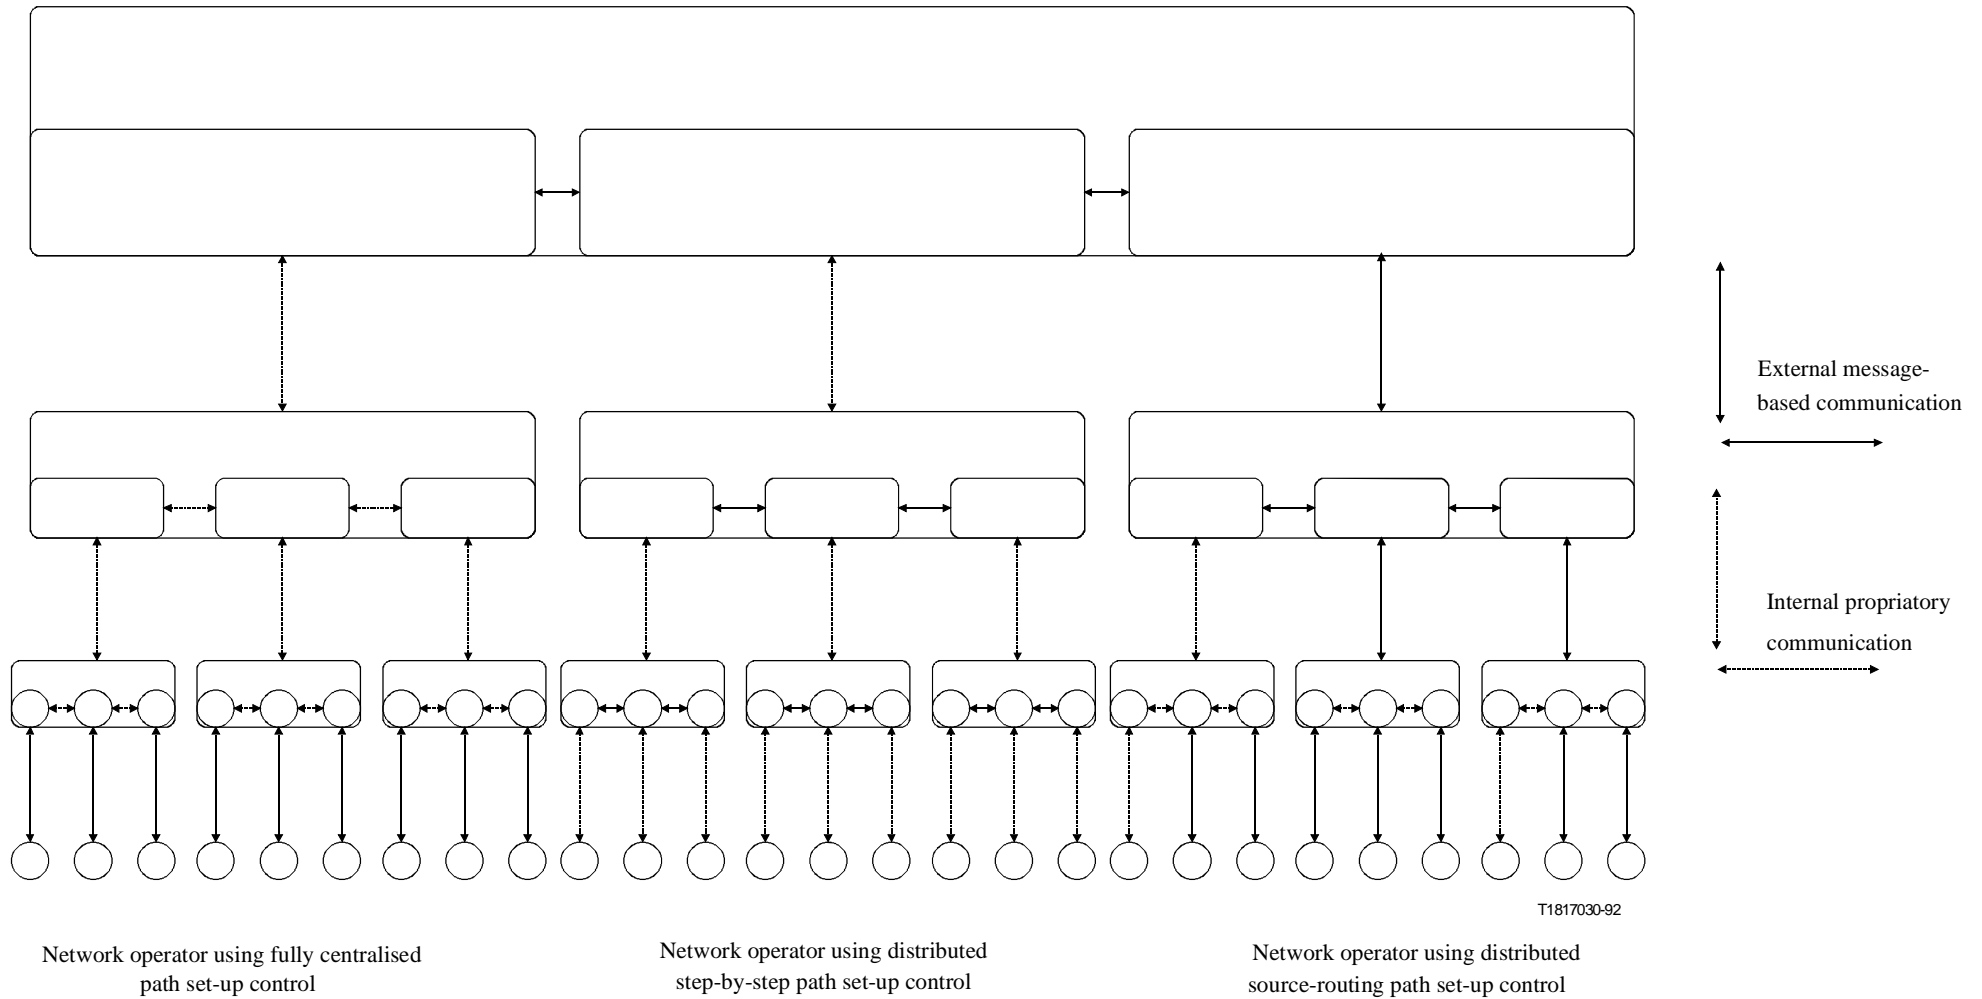 External message-
based communication
Internal propriatory
communication
T1817030-92
Network operator using fully centralised
path set-up control
Network operator using distributed
step-by-step path set-up control
Network operator using distributed
source-routing path set-up control